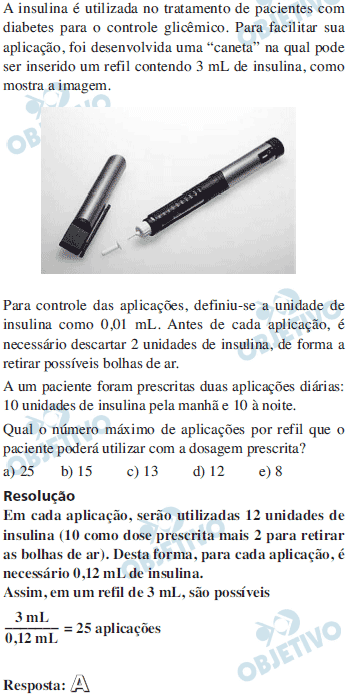 A insulina é utilizada no tratamento de pacientes com
diabetes para o controle glicêmico. Para facilitar sua
aplicação, foi desenvolvida uma “caneta” na qual pode
ser inserido um refil contendo 3 mL de insulina, como
mostra a imagem.
OBJETIVO
OBJETIVO
Para controle das aplicações, definiu-se a unidade de
insulina como 0,01 mL. Antes de cada aplicação, é
necessário descartar 2 unidades de insulina, de forma a
retirar possíveis bolhas de ar.
OBJETIVO
A um paciente foram prescritas duas aplicações diárias:
10 unidades de insulina pela manhã e 10 à noite.
Qual o número máximo de aplicações por refil que o
paciente poderá utilizar com a dosagem prescrita?
a) 25 b) 15 c) 13 d) 12 e) 8
Resolução
Em cada aplicação, serão utilizadas 12 unidades de
insulina (10 como dose prescrita mais 2 para retirar
as bolhas de ar). Desta forma, para cada aplicação, é
necessário 0,12 mL de insulina.
Assim, em um refil de 3 mL, são possíveis
3 mL
0,12 mL = 25 aplicações
OBJETIVO
OBJETIVO
Resposta: A